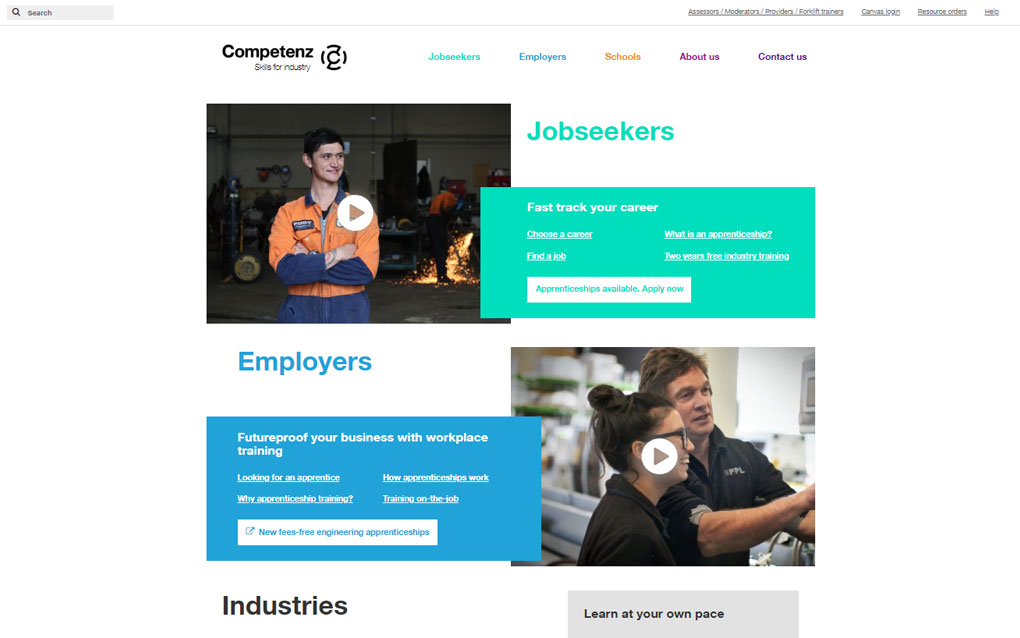 Search
Assessors / Moderators / Providers / Forklift trainers
Canvas login
Resource orders
Help
Competenz
Skills for industry
Jobseekers
Employers
Schools
About us
Contact us
Jobseekers
Fast track your career
Choose a career
What is an apprenticeship?
Find a job
Two years free industry training
Apprenticeships available. Apply now
Employers
Futureproof your business with workplace
training
Looking for an apprentice
How apprenticeships work
Why apprenticeship training?
Training on-the-job
New fees-free engineering apprenticeships
PPL
Industries
Learn at your own pace